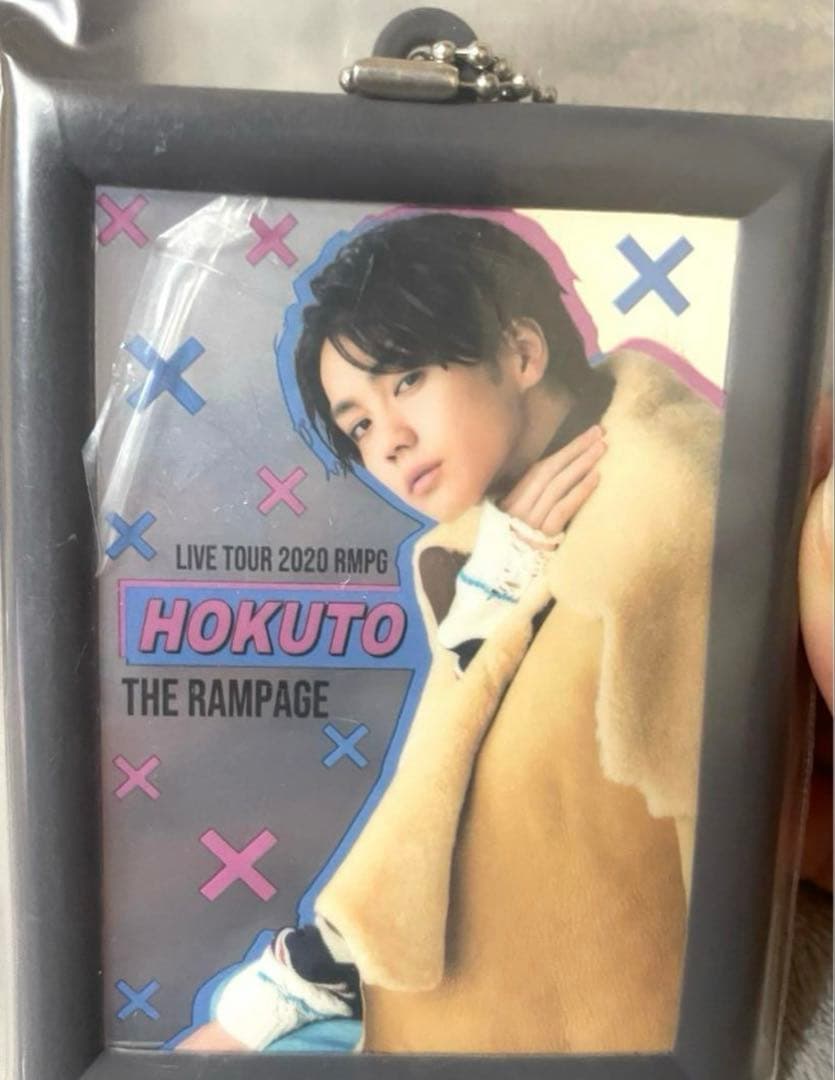 LIVE TOUR 2020 RMPG
HOKUTO
THE RAMPAGE